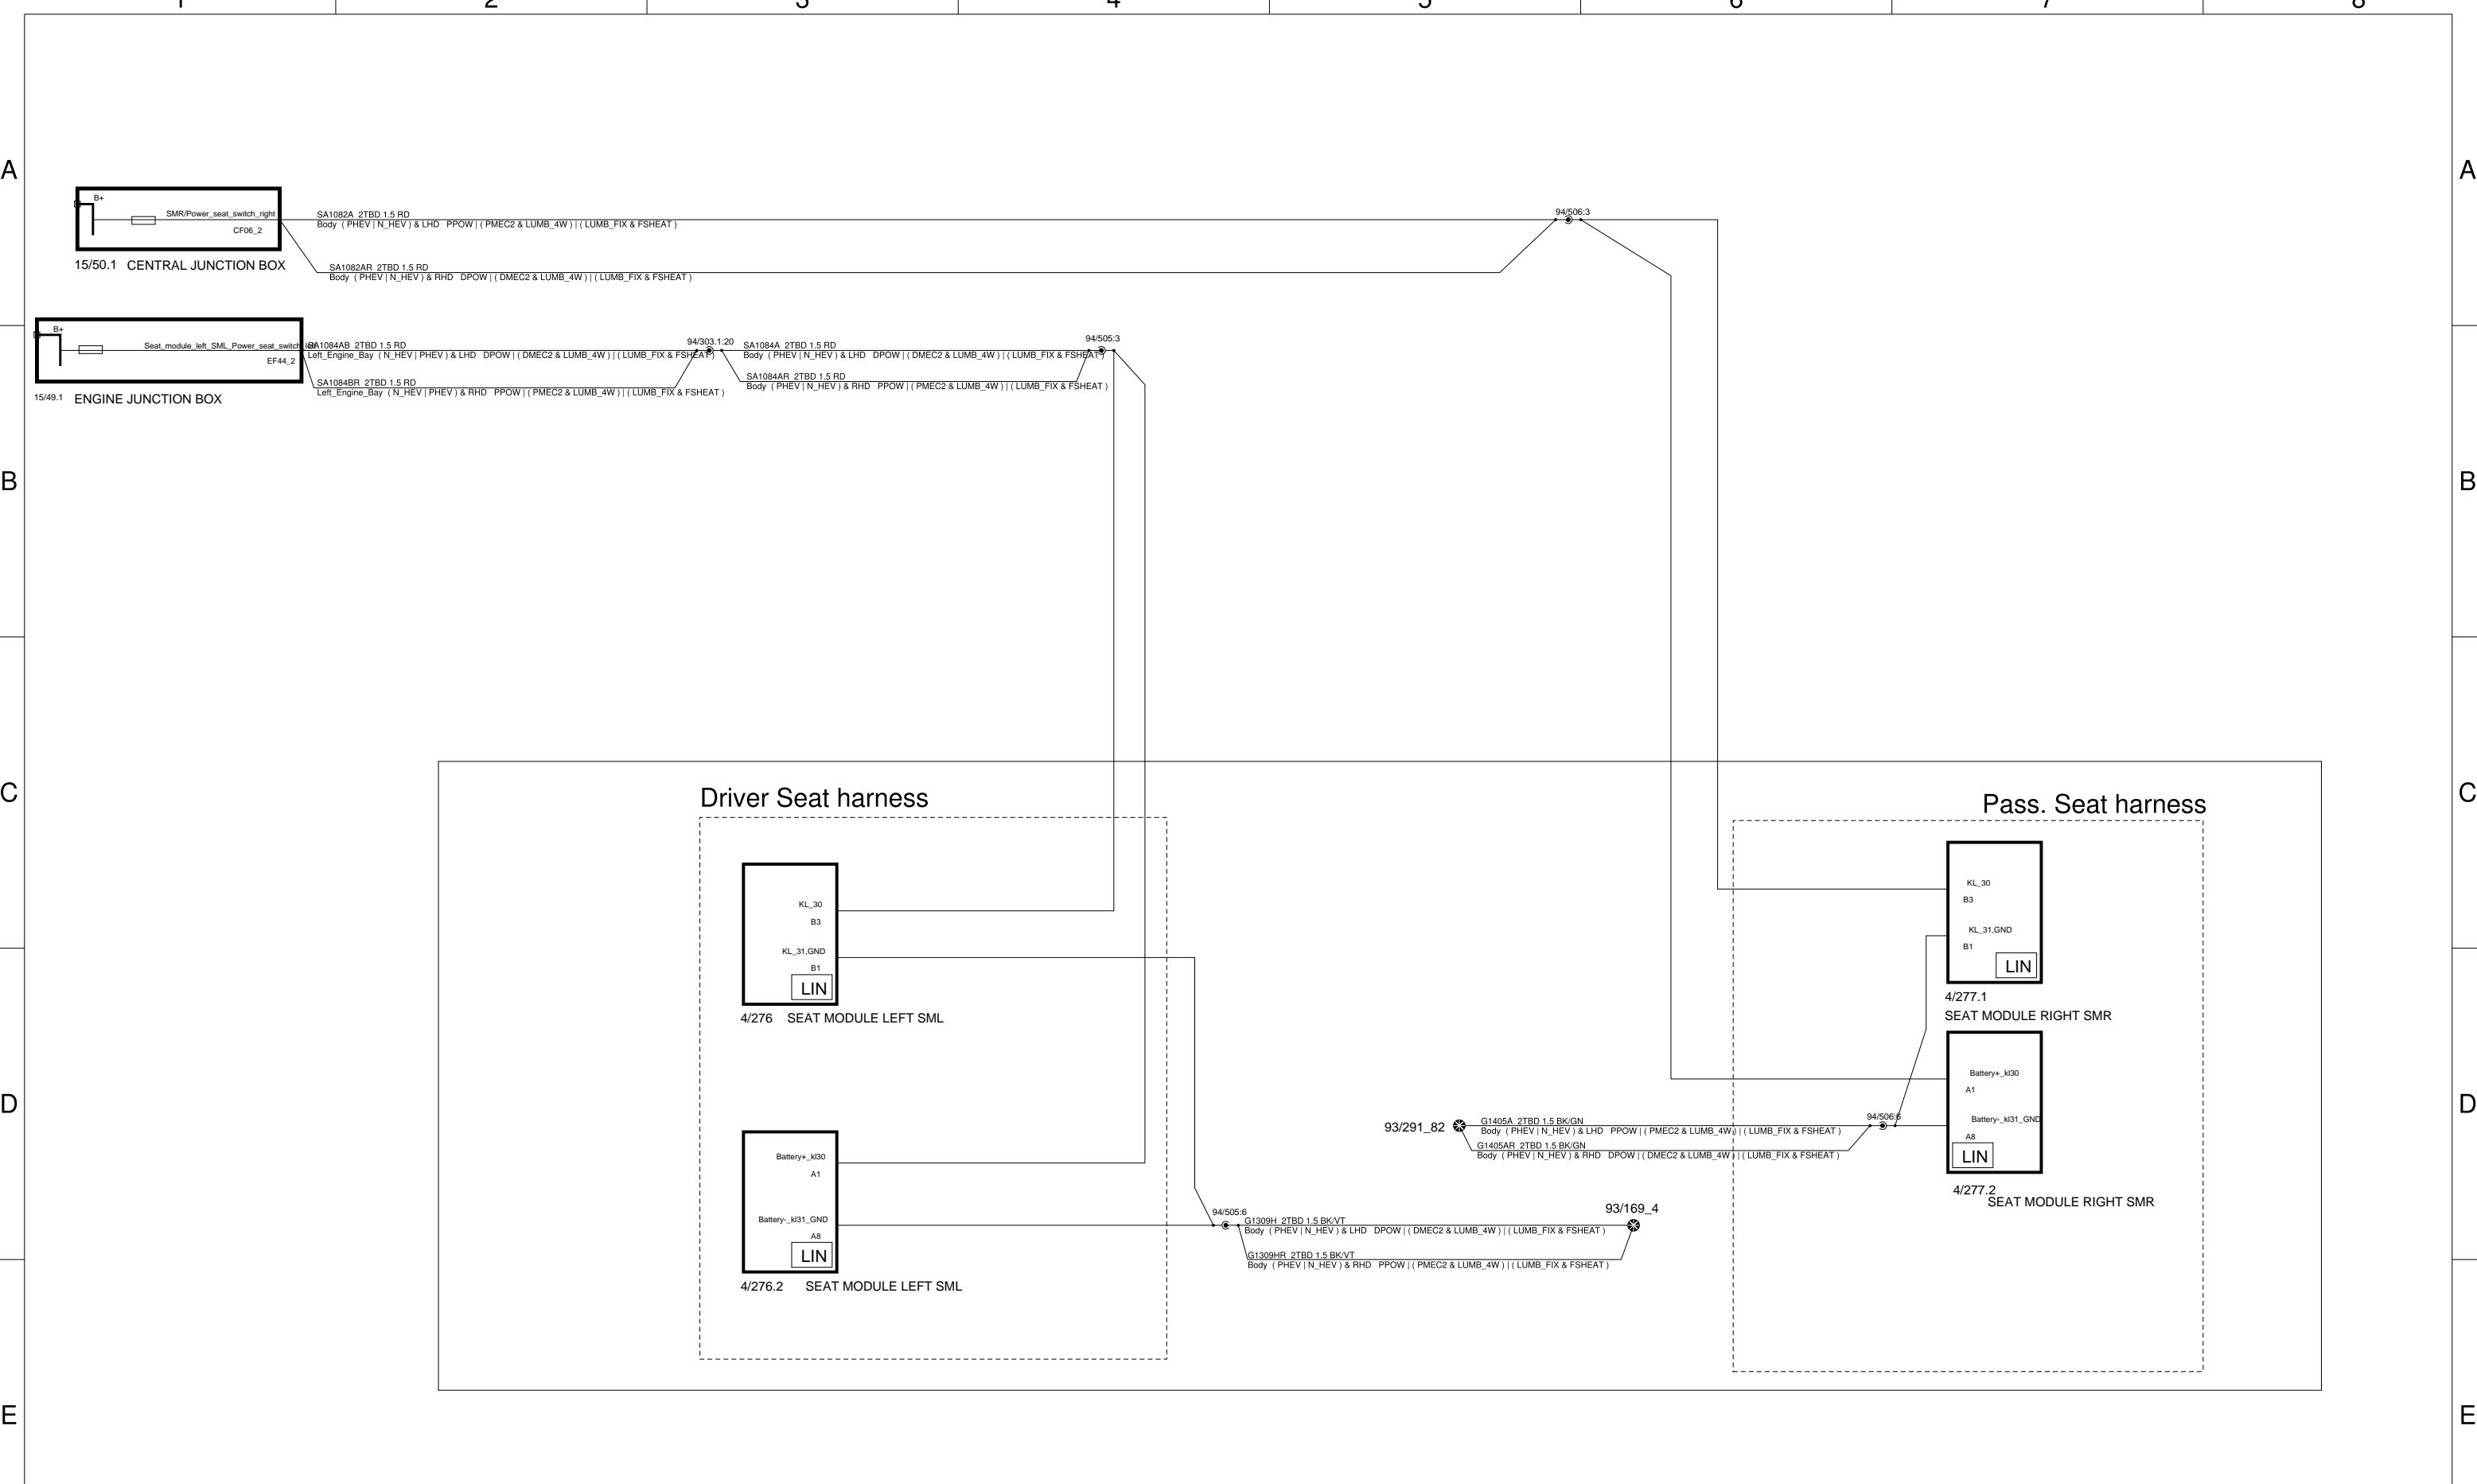 1 2 3 4 5 6 7 8
A A
B+
SMR/Power_seat_switch_right
CF06_2
15/50.1 CENTRAL JUNCTION BOX
SA1082A 2TBD 1.5 RD
Body ( PHEV | N_HEV ) & LHD PPOW | ( PMEC2 & LUMB_4W ) | ( LUMB_FIX & FSHEAT )
SA1082AR 2TBD 1.5 RD
Body ( PHEV | N_HEV ) & RHD DPOW | ( DMEC2 & LUMB_4W ) | ( LUMB_FIX & FSHEAT )
94/506:3
B+
Seat_module_left_SML_Power_seat_switch_left
EF44_2
15/49.1 ENGINE JUNCTION BOX
SA1084AB 2TBD 1.5 RD
Left_Engine_Bay ( N_HEV | PHEV ) & LHD DPOW | ( DMEC2 & LUMB_4W ) | ( LUMB_FIX & FSHEAT )
SA1084BR 2TBD 1.5 RD
Left_Engine_Bay ( N_HEV | PHEV ) & RHD PPOW | ( PMEC2 & LUMB_4W ) | ( LUMB_FIX & FSHEAT )
94/303.1:20
SA1084A 2TBD 1.5 RD
Body ( PHEV | N_HEV ) & LHD DPOW | ( DMEC2 & LUMB_4W ) | ( LUMB_FIX & FSHEAT )
SA1084AR 2TBD 1.5 RD
Body ( PHEV | N_HEV ) & RHD PPOW | ( PMEC2 & LUMB_4W ) | ( LUMB_FIX & FSHEAT )
94/505:3
B B
C C
Driver Seat harness
KL_30
B3
KL_31,GND
B1
LIN
4/276 SEAT MODULE LEFT SML
Battery+_kl30
A1
Battery-_kl31_GND
A8
LIN
4/276.2 SEAT MODULE LEFT SML
94/505:6
G1309H 2TBD 1.5 BK/VT
Body ( PHEV | N_HEV ) & LHD DPOW | ( DMEC2 & LUMB_4W ) | ( LUMB_FIX & FSHEAT )
G1309HR 2TBD 1.5 BK/VT
Body ( PHEV | N_HEV ) & RHD PPOW | ( PMEC2 & LUMB_4W ) | ( LUMB_FIX & FSHEAT )
93/169_4
93/291_82
G1405A 2TBD 1.5 BK/GN
Body ( PHEV | N_HEV ) & LHD PPOW | ( PMEC2 & LUMB_4W ) | ( LUMB_FIX & FSHEAT )
G1405AR 2TBD 1.5 BK/GN
Body ( PHEV | N_HEV ) & RHD DPOW | ( DMEC2 & LUMB_4W ) | ( LUMB_FIX & FSHEAT )
94/506:6
Pass. Seat harness
KL_30
B3
KL_31,GND
B1
LIN
4/277.1
SEAT MODULE RIGHT SMR
Battery+_kl30
A1
Battery-_kl31_GND
A8
LIN
4/277.2
SEAT MODULE RIGHT SMR
D D
E E